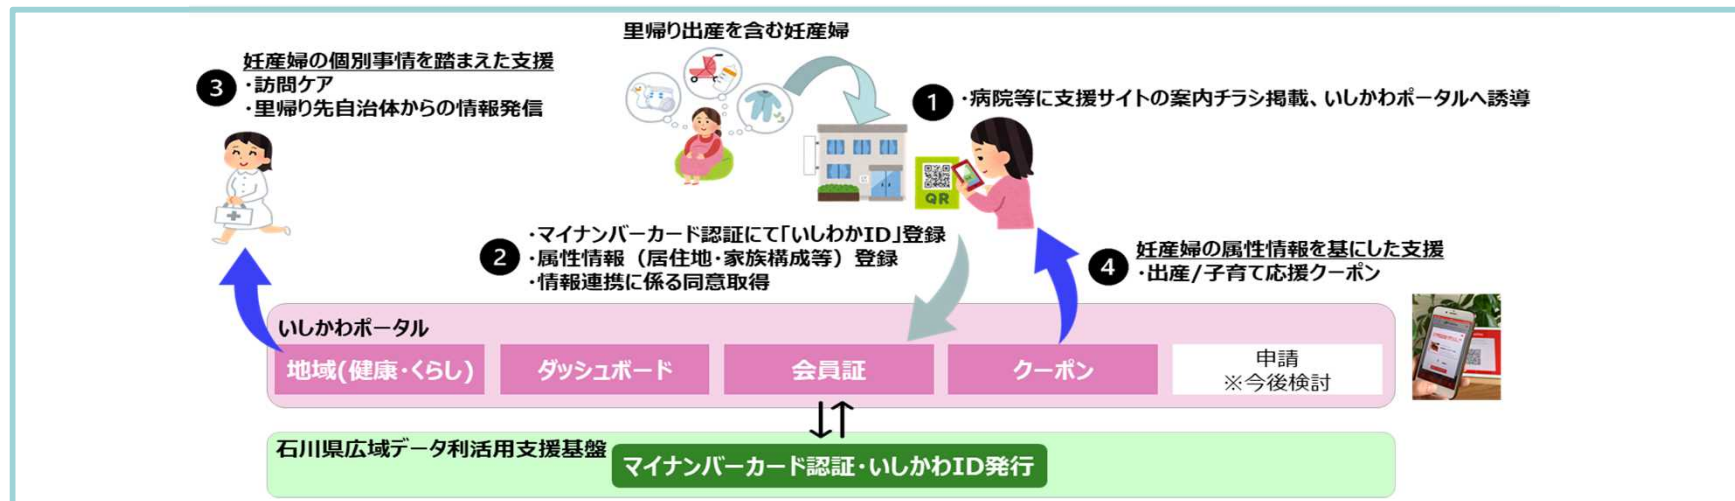 里帰り出産を含む妊産婦
❸
妊産婦の個別事情を踏まえた支援
・訪問ケア
・里帰り先自治体からの情報発信
❶
・病院等に支援サイトの案内チラシ掲載、いしかわポータルへ誘導
QR
❷
・マイナンバーカード認証にて「いしわかID」登録
・属性情報（居住地・家族構成等）登録
・情報連携に係る同意取得
❹
妊産婦の属性情報を基にした支援
・出産/子育て応援クーポン
いしかわポータル
地域(健康・くらし)
ダッシュボード
会員証
クーポン
申請
※今後検討
石川県広域データ利活用支援基盤
マイナンバーカード認証・いしかわID発行